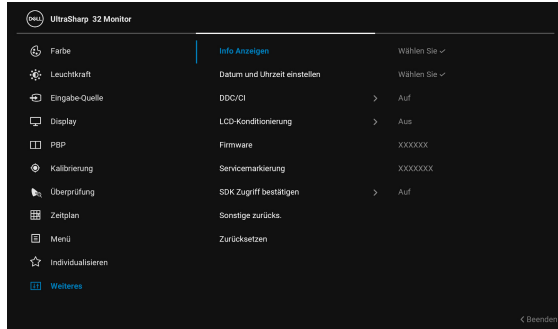 DELL UltraSharp 32 Monitor
Farbe Info Anzeigen Wählen Sie
Leuchtkraft Datum und Uhrzeit einstellen Wählen Sie
Eingabe-Quelle DDC/CI Auf
Display LCD-Konditionierung Aus
PBP Firmware XXXXXX
Kalibrierung Servicemarkierung XXXXXXX
Überprüfung SDK Zugriff bestätigen Auf
Zeitplan Sonstige zurücks.
Menü Zurücksetzen
Individualisieren
Weiteres
Beenden